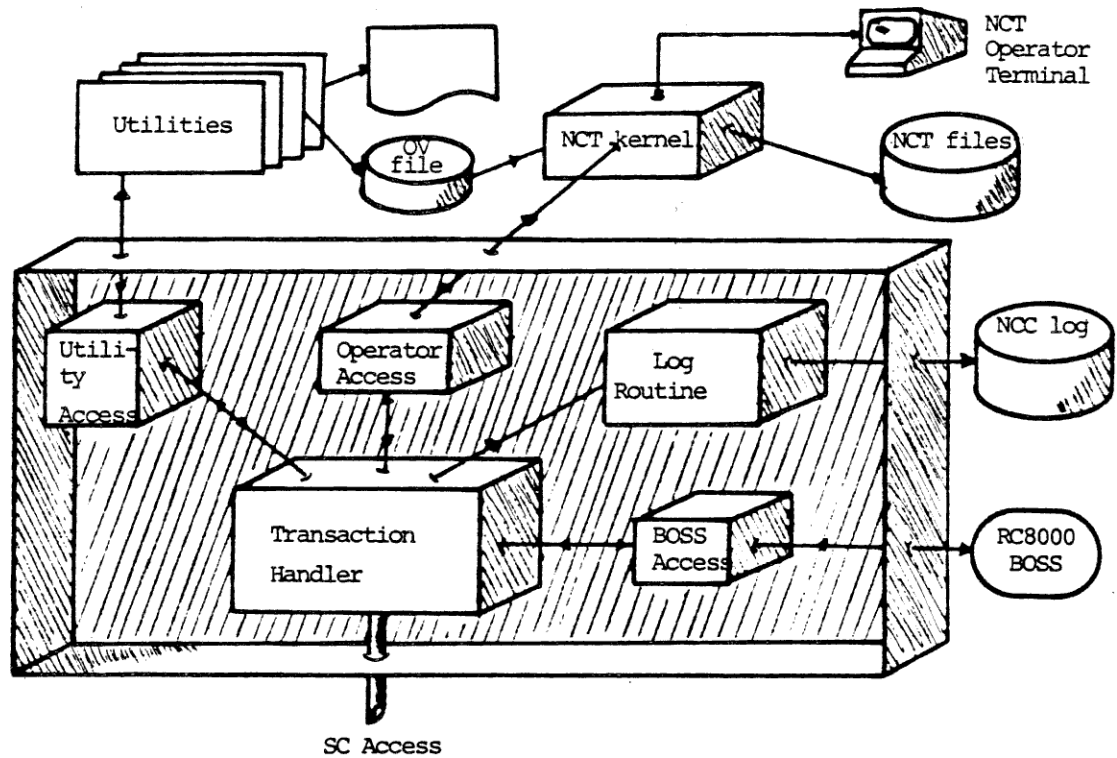 NCT
Operator
Terminal
Utilities
OV
file
NCT kernel
NCT files
Utili-
ty
Access
Operator
Access
Log
Routine
NCC log
Transaction
Handler
BOSS
Access
RC8000
BOSS
SC Access